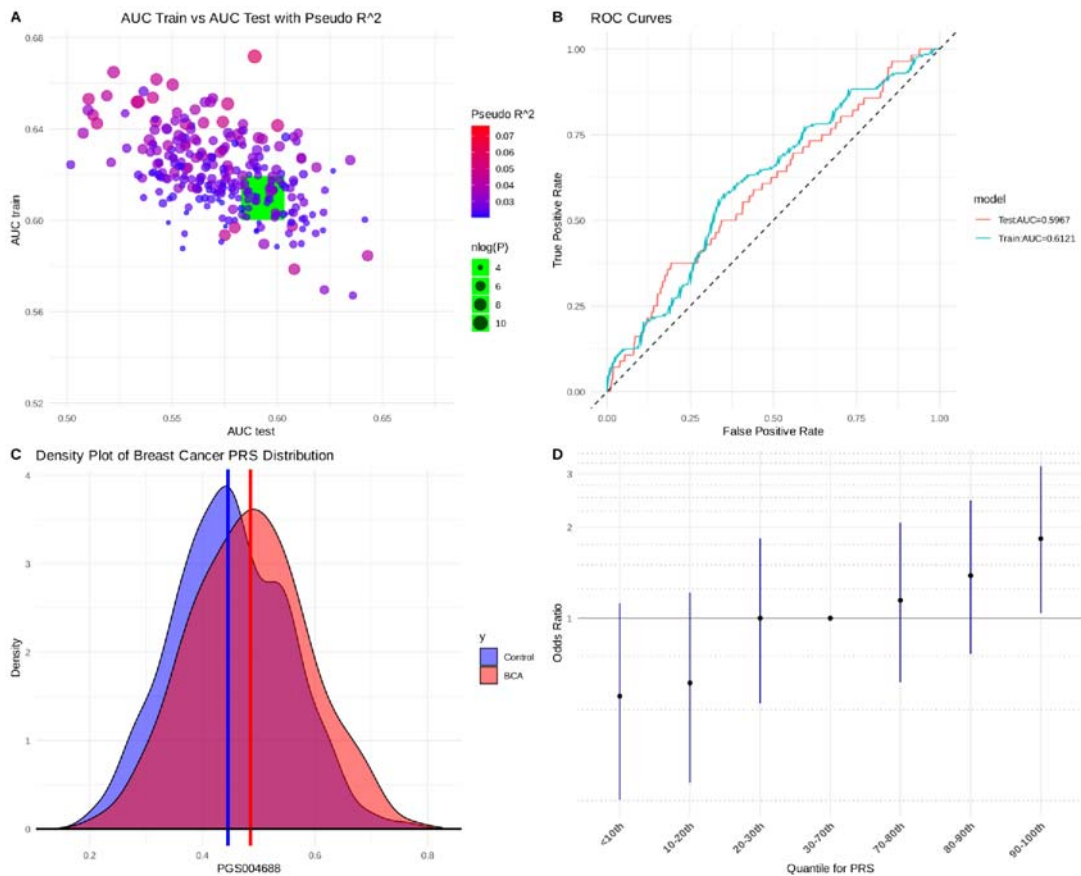 A
AUC Train vs AUC Test with Pseudo R^2
0.68
0.64
0.60
0.56
0.52
AUC train
0.50
0.55
0.60
0.65
AUC test
Pseudo R^2
0.07
0.06
0.05
0.04
0.03
nlog(P)
4
6
8
10
B
ROC Curves
1.00
0.75
0.50
0.25
0.00
True Positive Rate
0.00
0.25
0.50
0.75
1.00
False Positive Rate
model
Test:AUC=0.5967
Train:AUC=0.6121
C
Density Plot of Breast Cancer PRS Distribution
4
3
2
1
0
Density
0.2
0.4
0.6
0.8
PGS004688
y
Control
BCA
D
3
2
1
Odds Ratio
<10th
10-20th
20-30th
30-70th
70-80th
80-90th
90-100th
Quantile for PRS